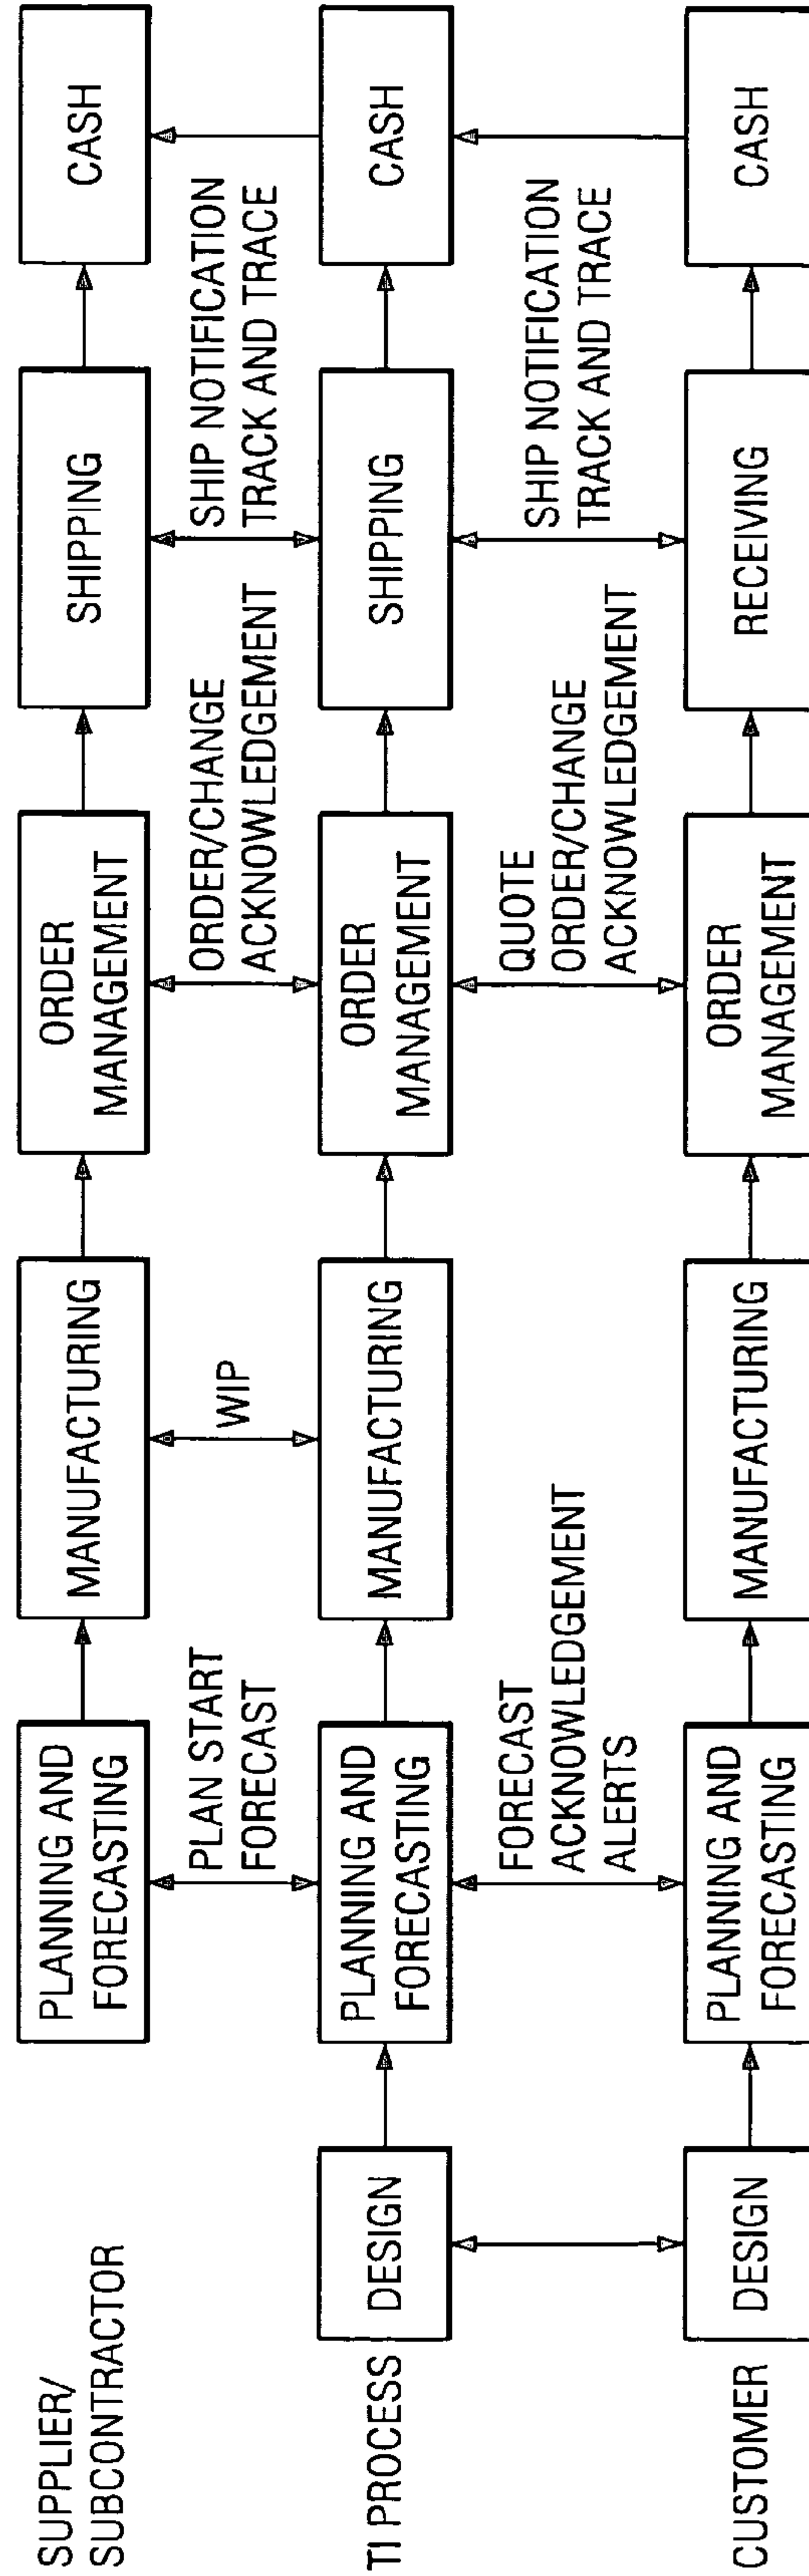 SUPPLIER/
SUBCONTRACTOR
PLANNING AND
FORECASTING
MANUFACTURING
ORDER
MANAGEMENT
SHIPPING
CASH
PLAN START
FORECAST
WIP
ORDER/CHANGE
ACKNOWLEDGEMENT
SHIP NOTIFICATION
TRACK AND TRACE
TI PROCESS
DESIGN
PLANNING AND
FORECASTING
MANUFACTURING
ORDER
MANAGEMENT
SHIPPING
CASH
FORECAST
ACKNOWLEDGEMENT
ALERTS
QUOTE
ORDER/CHANGE
ACKNOWLEDGEMENT
SHIP NOTIFICATION
TRACK AND TRACE
CUSTOMER
DESIGN
PLANNING AND
FORECASTING
MANUFACTURING
ORDER
MANAGEMENT
RECEIVING
CASH